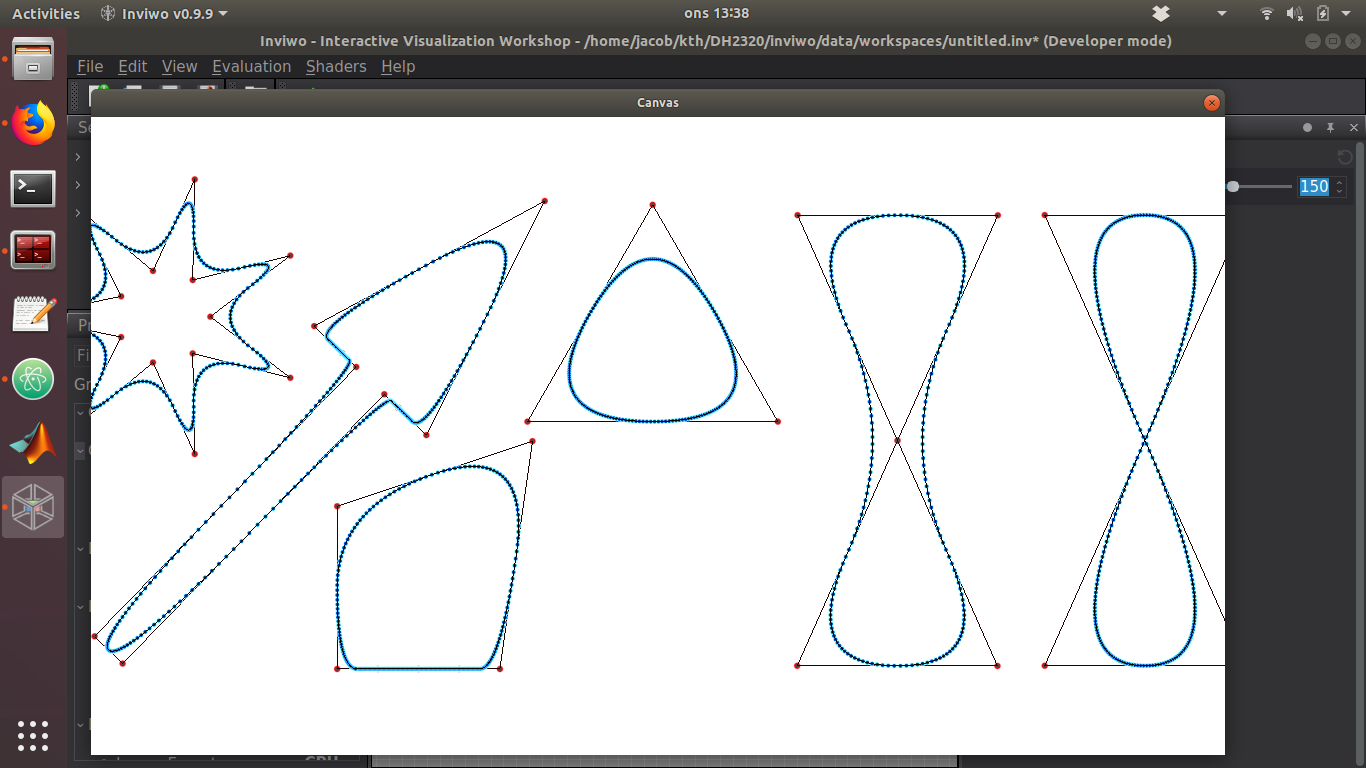 Activities Inviwo v0.9.9 ons 13:38
Inviwo - Interactive Visualization Workshop - /home/jacob/kth/DH2320/inviwo/data/workspaces/untitled.inv* (Developer mode)
File Edit View Evaluation Shaders Help
Canvas
150